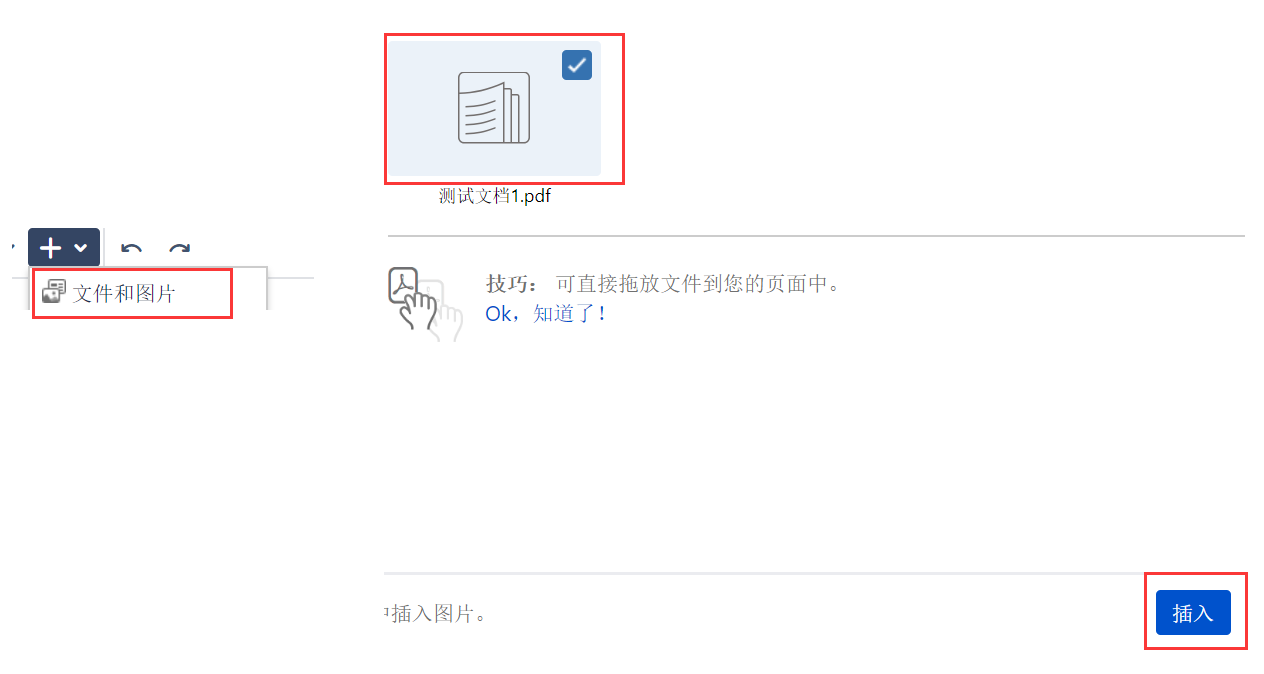 测试文档1.pdf
文件和图片
技巧： 可直接拖放文件到您的页面中。
Ok，知道了！
插入图片。
插入